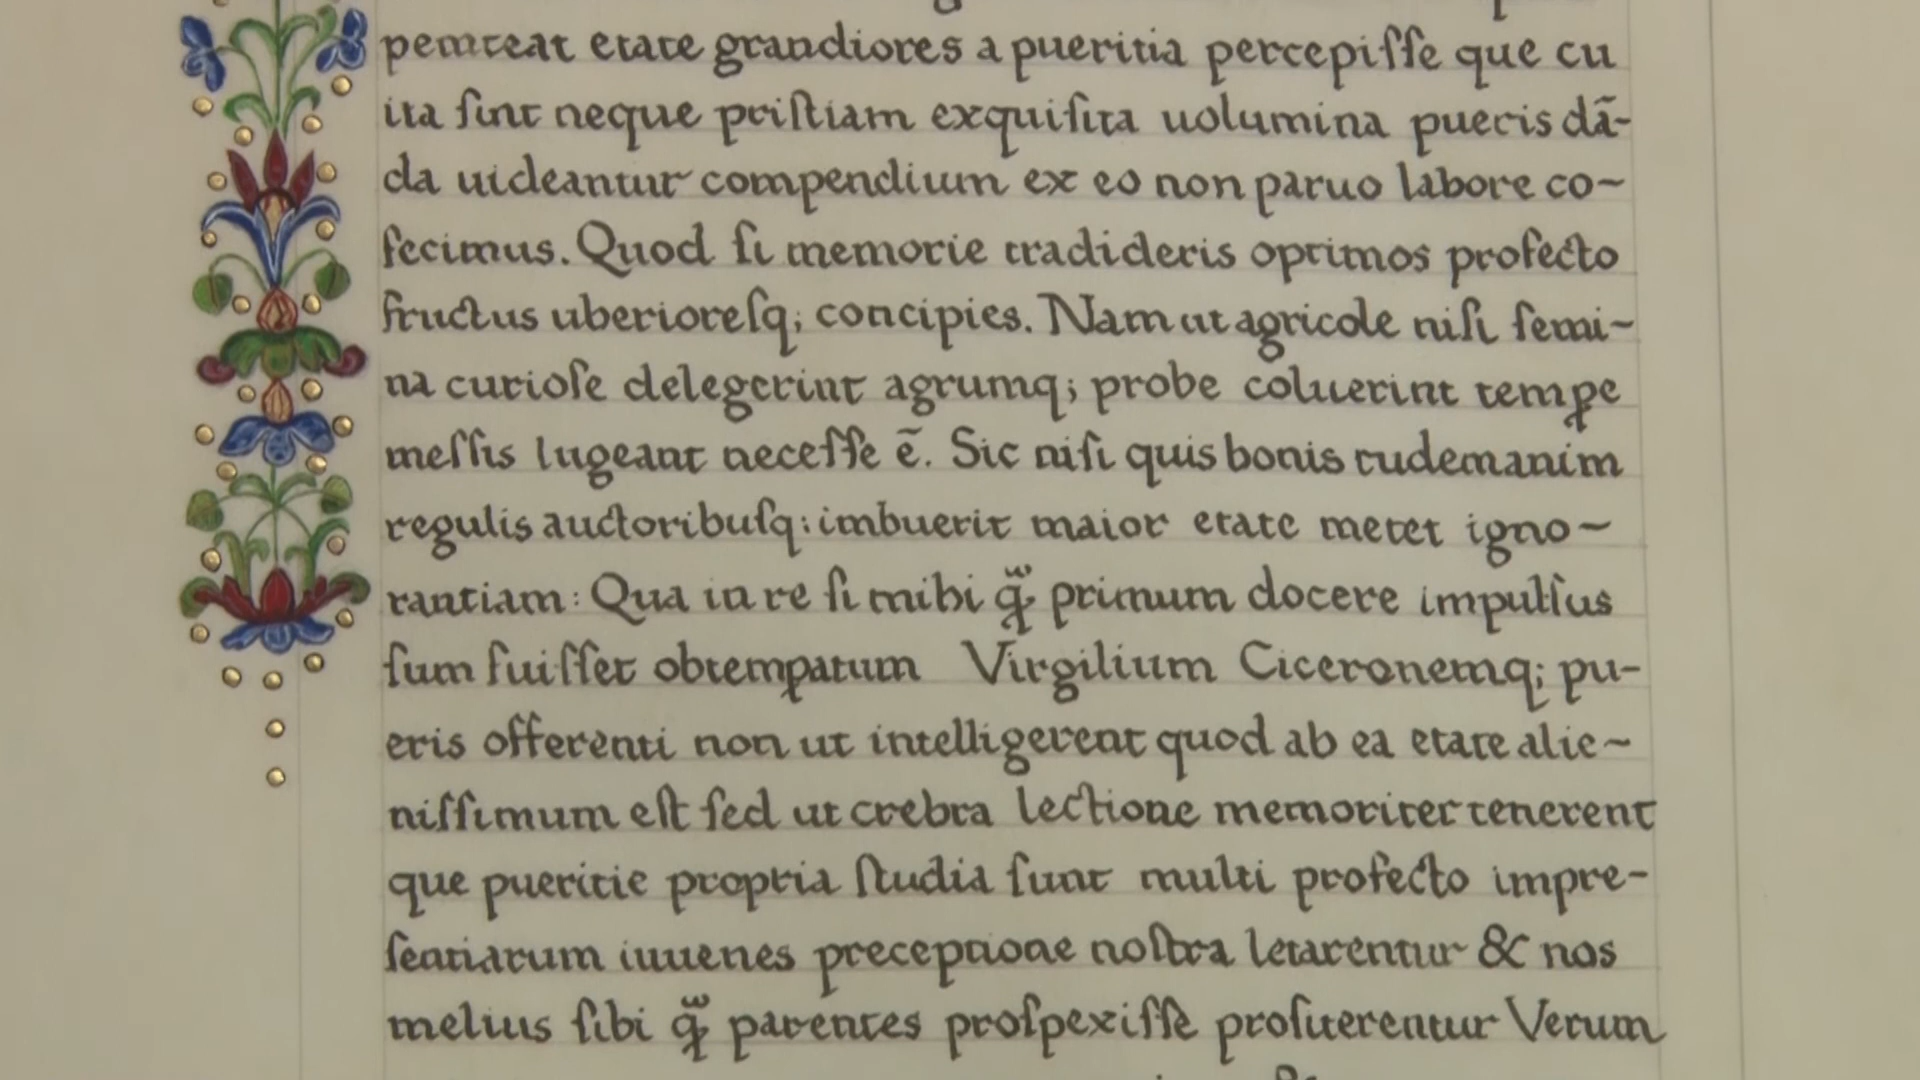 peniteat etate grandiores a pueritia percepiſſe que cu
ita ſint neque priſtiam exquiſita uolumina pueris dā-
da uideantur compendium ex eo non paruo labore co~
fecimus. Quod ſi memorie tradideris optimos profecto
fructus uberioreſq; concipies. Nam ut agricole niſi ſemi~
na curioſe delegerint agrumq; probe coluerint tempꝑe
meſſis lugeant neceſſe ē. Sic niſi quis bonis rudemanim
regulis auctoribuſq: imbuerit maior etate metet igno~
rantiam: Qua in re ſi mihi primum docere impulſus
ſum fuiſſet obtemꝑatum Virgilium Ciceronemq; pu-
eris offerenti non ut intelligerent quod ab ea etate alie~
niſſimum eſt ſed ut crebra lectione memoriter tenerent
que pueritie propria ſtudia ſunt multi profecto impre-
ſentiarum iuuenes preceptione noſtra letarentur & nos
melius ſibi parentes proſpexiſſe profiterentur Verum